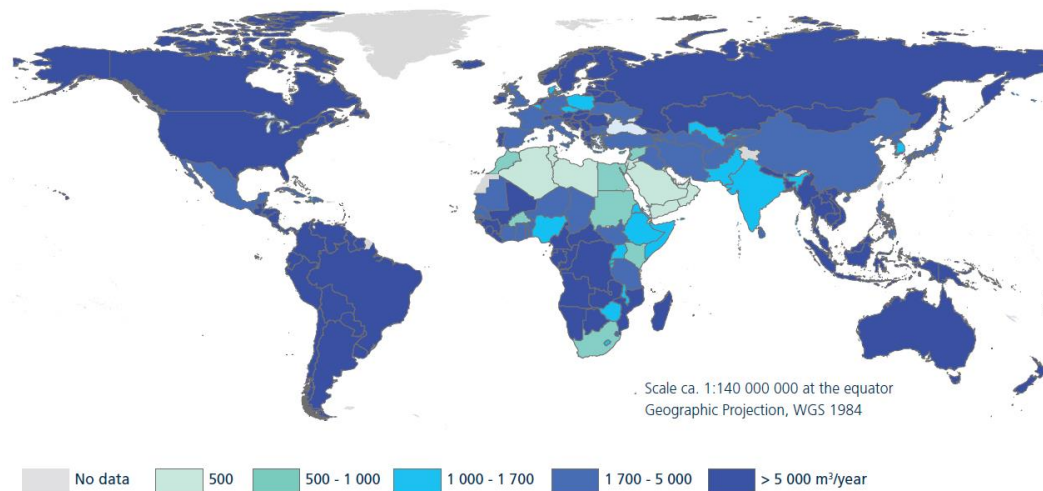 . Scale ca. 1:140 000 000 at the equator
Geographic Projection, WGS 1984
No data
500
500 - 1 000
1 000 - 1 700
1 700 - 5 000
> 5 000 m³/year